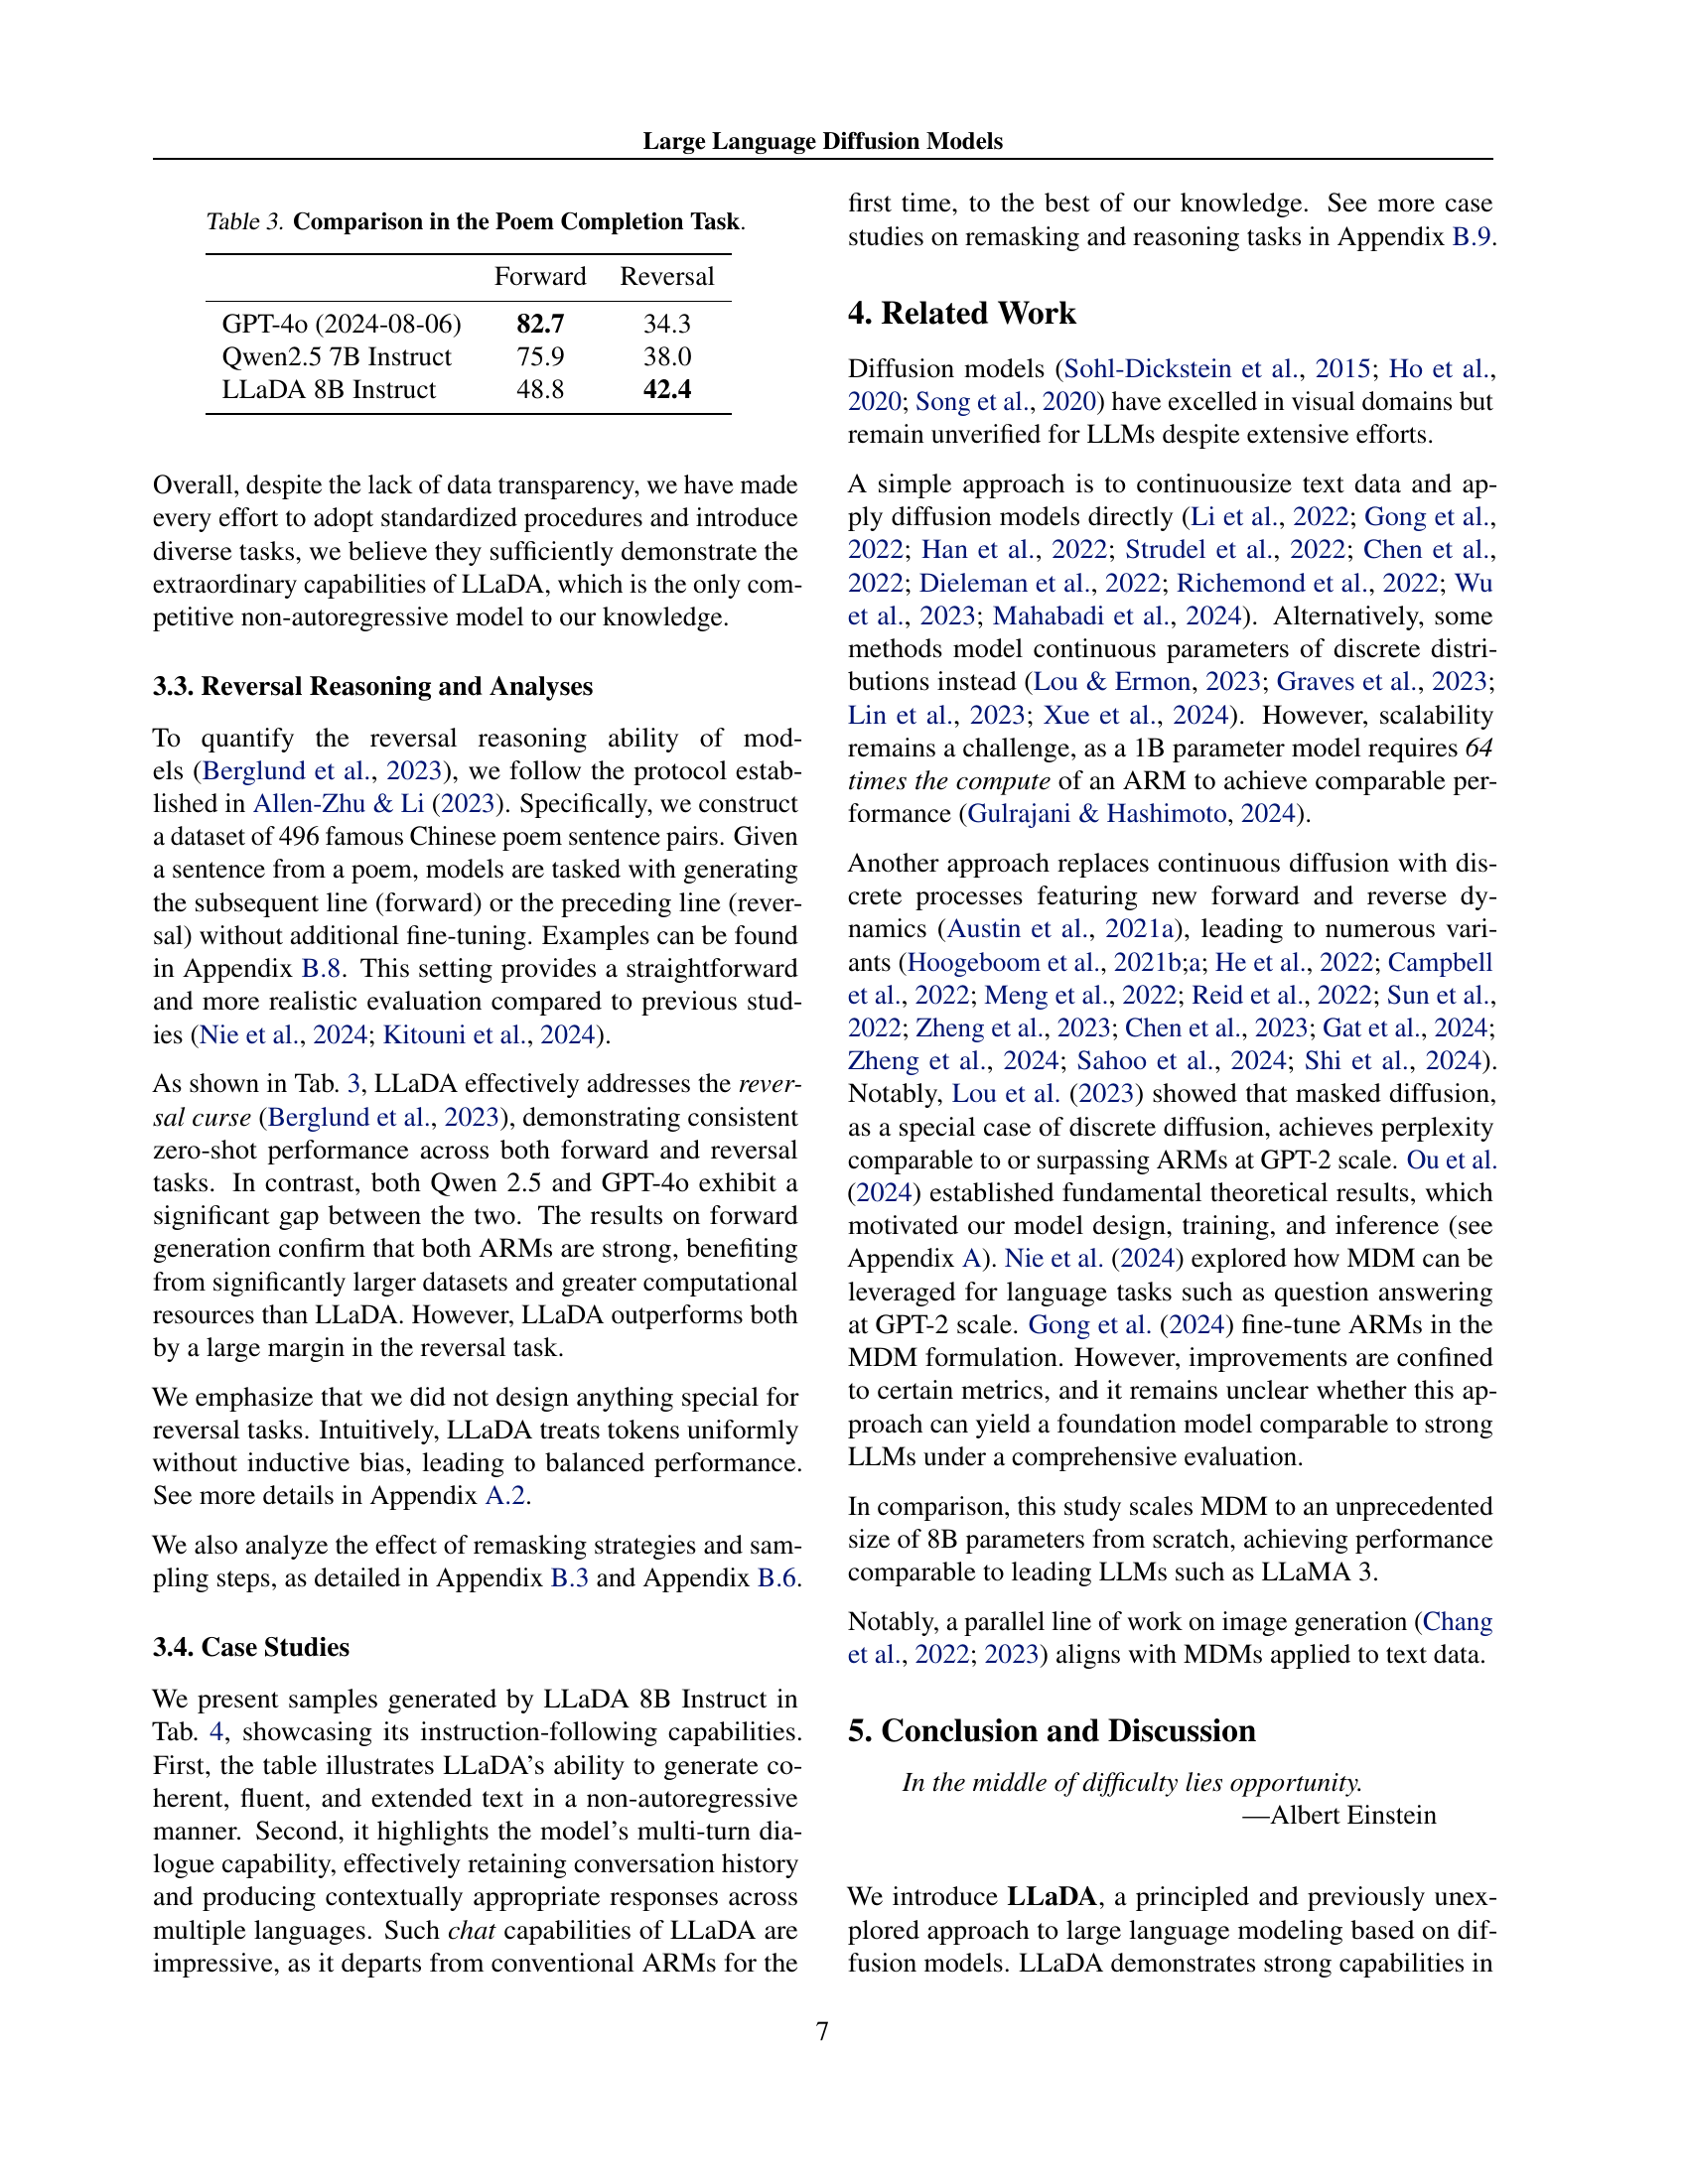 Large Language Diffusion Models
Table 3. Comparison in the Poem Completion Task.
Forward Reversal
GPT-4o (2024-08-06) 82.7 34.3
Qwen2.5 7B Instruct 75.9 38.0
LLaDA 8B Instruct 48.8 42.4
Overall, despite the lack of data transparency, we have made
every effort to adopt standardized procedures and introduce
diverse tasks, we believe they sufficiently demonstrate the
extraordinary capabilities of LLaDA, which is the only com-
petitive non-autoregressive model to our knowledge.
3.3. Reversal Reasoning and Analyses
To quantify the reversal reasoning ability of mod-
els (Berglund et al., 2023), we follow the protocol estab-
lished in Allen-Zhu & Li (2023). Specifically, we construct
a dataset of 496 famous Chinese poem sentence pairs. Given
a sentence from a poem, models are tasked with generating
the subsequent line (forward) or the preceding line (rever-
sal) without additional fine-tuning. Examples can be found
in Appendix B.8. This setting provides a straightforward
and more realistic evaluation compared to previous stud-
ies (Nie et al., 2024; Kitouni et al., 2024).
As shown in Tab. 3, LLaDA effectively addresses the rever-
sal curse (Berglund et al., 2023), demonstrating consistent
zero-shot performance across both forward and reversal
tasks. In contrast, both Qwen 2.5 and GPT-4o exhibit a
significant gap between the two. The results on forward
generation confirm that both ARMs are strong, benefiting
from significantly larger datasets and greater computational
resources than LLaDA. However, LLaDA outperforms both
by a large margin in the reversal task.
We emphasize that we did not design anything special for
reversal tasks. Intuitively, LLaDA treats tokens uniformly
without inductive bias, leading to balanced performance.
See more details in Appendix A.2.
We also analyze the effect of remasking strategies and sam-
pling steps, as detailed in Appendix B.3 and Appendix B.6.
3.4. Case Studies
We present samples generated by LLaDA 8B Instruct in
Tab. 4, showcasing its instruction-following capabilities.
First, the table illustrates LLaDA's ability to generate co-
herent, fluent, and extended text in a non-autoregressive
manner. Second, it highlights the model's multi-turn dia-
logue capability, effectively retaining conversation history
and producing contextually appropriate responses across
multiple languages. Such chat capabilities of LLaDA are
impressive, as it departs from conventional ARMs for the
first time, to the best of our knowledge. See more case
studies on remasking and reasoning tasks in Appendix B.9.
4. Related Work
Diffusion models (Sohl-Dickstein et al., 2015; Ho et al.,
2020; Song et al., 2020) have excelled in visual domains but
remain unverified for LLMs despite extensive efforts.
A simple approach is to continuousize text data and ap-
ply diffusion models directly (Li et al., 2022; Gong et al.,
2022; Han et al., 2022; Strudel et al., 2022; Chen et al.,
2022; Dieleman et al., 2022; Richemond et al., 2022; Wu
et al., 2023; Mahabadi et al., 2024). Alternatively, some
methods model continuous parameters of discrete distri-
butions instead (Lou & Ermon, 2023; Graves et al., 2023;
Lin et al., 2023; Xue et al., 2024). However, scalability
remains a challenge, as a 1B parameter model requires 64
times the compute of an ARM to achieve comparable per-
formance (Gulrajani & Hashimoto, 2024).
Another approach replaces continuous diffusion with dis-
crete processes featuring new forward and reverse dy-
namics (Austin et al., 2021a), leading to numerous vari-
ants (Hoogeboom et al., 2021b;a; He et al., 2022; Campbell
et al., 2022; Meng et al., 2022; Reid et al., 2022; Sun et al.,
2022; Zheng et al., 2023; Chen et al., 2023; Gat et al., 2024;
Zheng et al., 2024; Sahoo et al., 2024; Shi et al., 2024).
Notably, Lou et al. (2023) showed that masked diffusion,
as a special case of discrete diffusion, achieves perplexity
comparable to or surpassing ARMs at GPT-2 scale. Ou et al.
(2024) established fundamental theoretical results, which
motivated our model design, training, and inference (see
Appendix A). Nie et al. (2024) explored how MDM can be
leveraged for language tasks such as question answering
at GPT-2 scale. Gong et al. (2024) fine-tune ARMs in the
MDM formulation. However, improvements are confined
to certain metrics, and it remains unclear whether this ap-
proach can yield a foundation model comparable to strong
LLMs under a comprehensive evaluation.
In comparison, this study scales MDM to an unprecedented
size of 8B parameters from scratch, achieving performance
comparable to leading LLMs such as LLaMA 3.
Notably, a parallel line of work on image generation (Chang
et al., 2022; 2023) aligns with MDMs applied to text data.
5. Conclusion and Discussion
In the middle of difficulty lies opportunity.
—Albert Einstein
We introduce LLaDA, a principled and previously unex-
plored approach to large language modeling based on dif-
fusion models. LLaDA demonstrates strong capabilities in
7